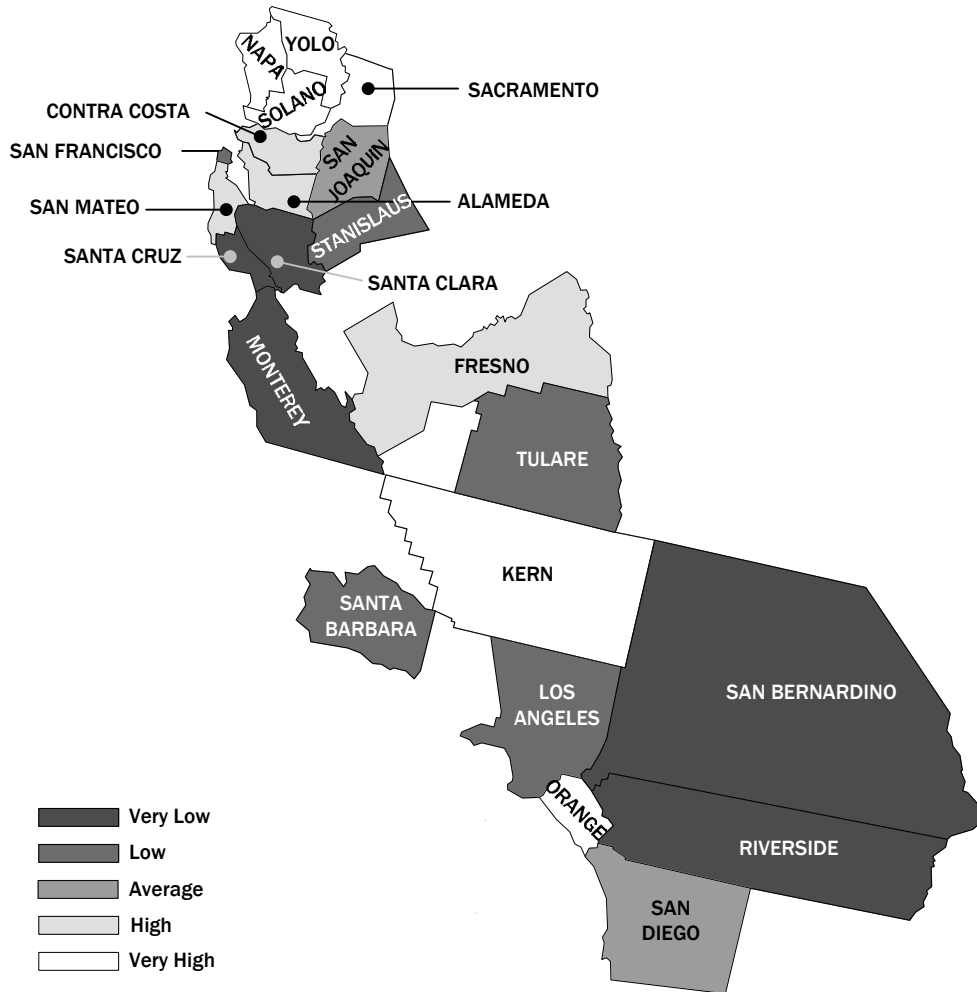 NAPA
YOLO
SOLANO
SACRAMENTO
CONTRA COSTA
SAN FRANCISCO
SAN
JOAQUIN
SAN MATEO
ALAMEDA
STANISLAUS
SANTA CRUZ
SANTA CLARA
MONTEREY
FRESNO
TULARE
KERN
SANTA
BARBARA
LOS
ANGELES
SAN BERNARDINO
ORANGE
RIVERSIDE
SAN
DIEGO
Very Low
Low
Average
High
Very High